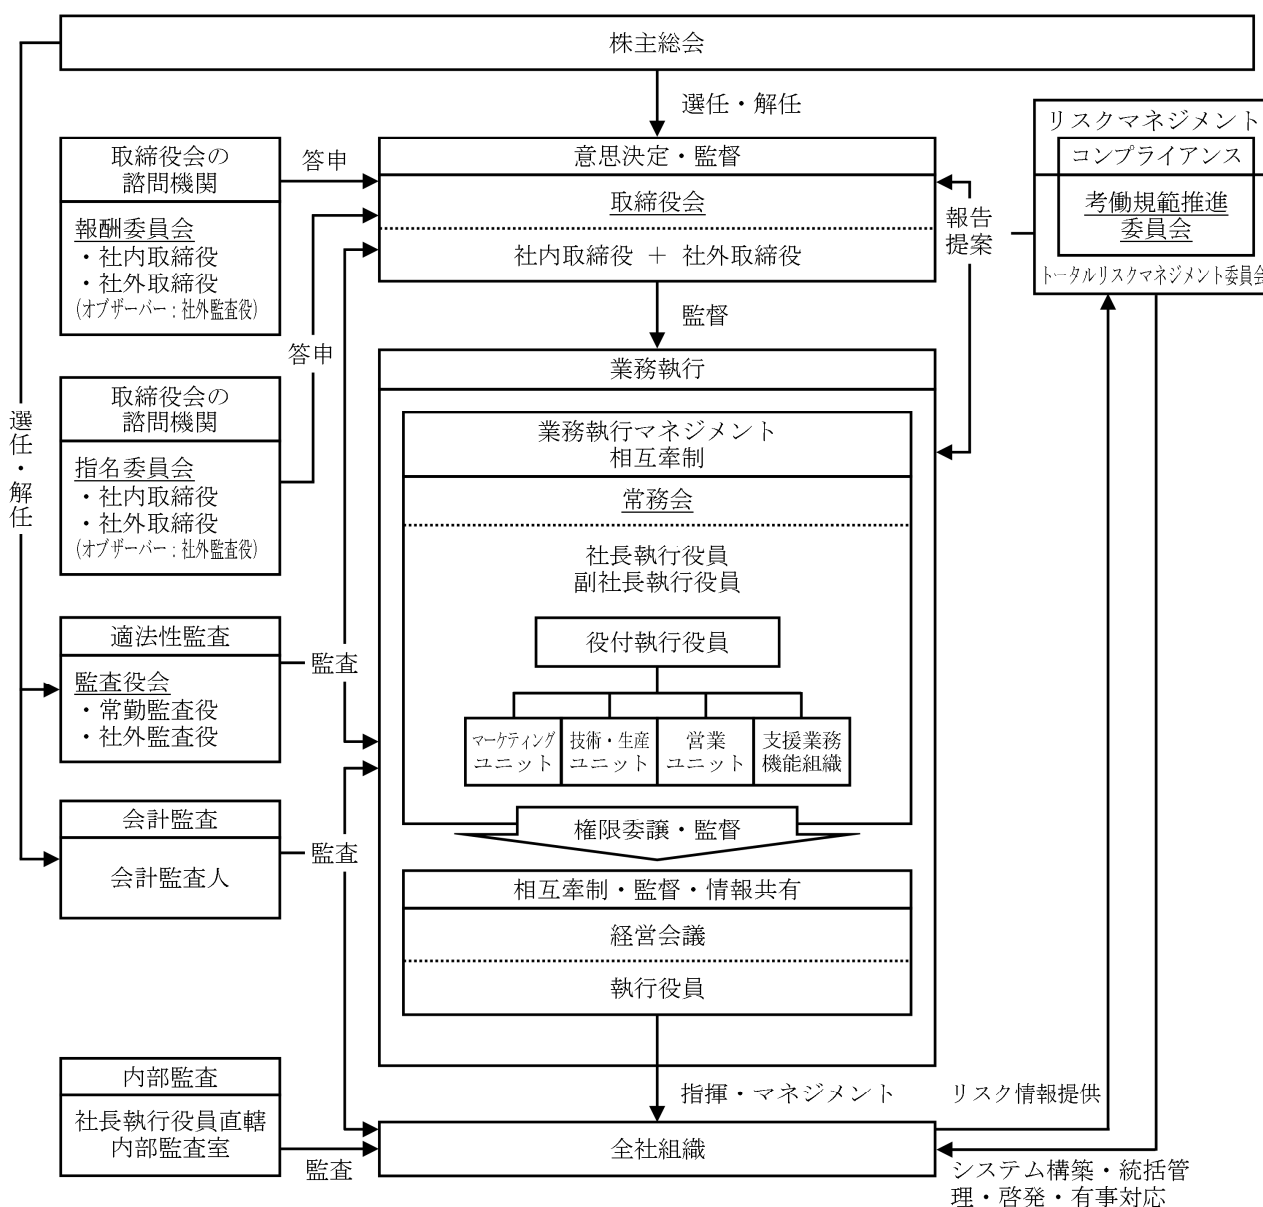 株主総会
選任・解任
リスクマネジメント
コンプライアンス
考働規範推進
委員会
トータルリスクマネジメント委員会
取締役会の
諮問機関
報酬委員会
・社内取締役
・社外取締役
(オブザーバー：社外監査役)
答申
意思決定・監督
取締役会
社内取締役 ＋ 社外取締役
報告
提案
監督
答申
取締役会の
諮問機関
指名委員会
・社内取締役
・社外取締役
(オブザーバー：社外監査役)
選任・解任
業務執行
業務執行マネジメント
相互牽制
常務会
社長執行役員
副社長執行役員
役付執行役員
マーケティング
ユニット
技術・生産
ユニット
営業
ユニット
支援業務
機能組織
適法性監査
監査役会
・常勤監査役
・社外監査役
監査
権限委譲・監督
会計監査
会計監査人
監査
相互牽制・監督・情報共有
経営会議
執行役員
内部監査
社長執行役員直轄
内部監査室
監査
指揮・マネジメント
リスク情報提供
全社組織
システム構築・統括管
理・啓発・有事対応